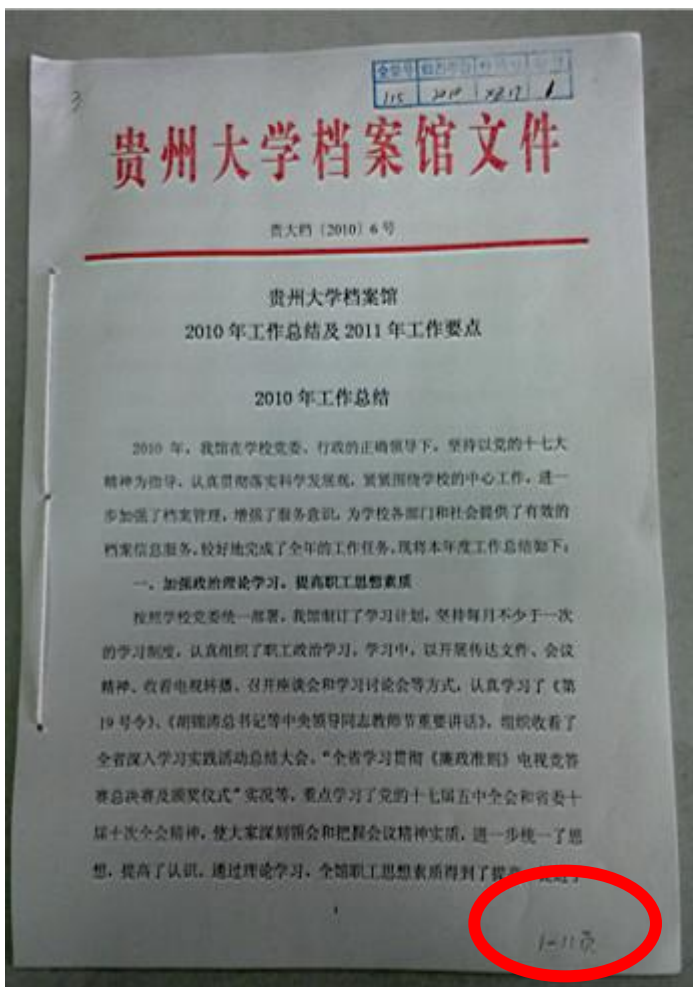 3
全宗号
115 2010 XZ17 1
贵州大学档案馆文件
贵大档〔2010〕6号
贵州大学档案馆
2010年工作总结及2011年工作要点
2010年工作总结
2010 年，我馆在学校党委、行政的正确领导下，坚持以党的十七大
精神为指导，认真贯彻落实科学发展观，紧紧围绕学校的中心工作，进一
步加强了档案管理，增强了服务意识，为学校各部门和社会提供了有效的
档案信息服务，较好地完成了全年的工作任务。现将本年度工作总结如下：
一、加强政治理论学习，提高职工思想素质
按照学校党委统一部署，我馆制订了学习计划，坚持每月不少于一次
的学习制度，认真组织了职工政治学习，学习中，以开展传达文件、会议
精神、收看电视转播、召开座谈会和学习讨论会等方式，认真学习了《第
19号令》、《胡锦涛总书记等中央领导同志教师节重要讲话》，组织收看了
全省深入学习实践活动总结大会、“全省学习贯彻《廉政准则》电视竞答
赛总决赛及颁奖仪式”实况等，重点学习了党的十七届五中全会和省委十
届十次全会精神，使大家深刻领会和把握会议精神实质，进一步统一了思
想，提高了认识。通过理论学习，全馆职工思想素质得到了提高
1
1-11页